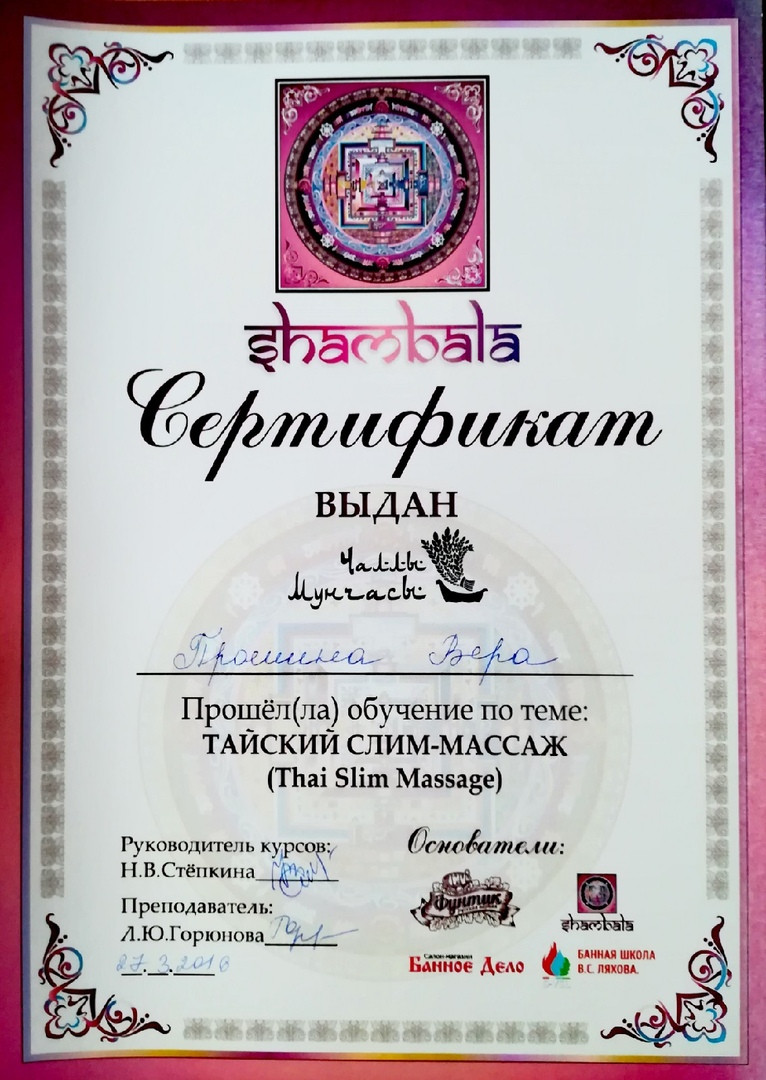 shambala
Сертификат
ВЫДАН
Чаллы
Мунчасы
Вера
Прошёл(ла) обучение по теме:
ТАЙСКИЙ СЛИМ-МАССАЖ
(Thai Slim Massage)
Руководитель курсов:
Н.В.Стёпкина
Преподаватель:
Л.Ю.Горюнова
27.3.2016
Основатели:
Фунтик
shambala
Салон-магазин
Банное Дело
БАННАЯ ШКОЛА
В.С. ЛЯХОВА.